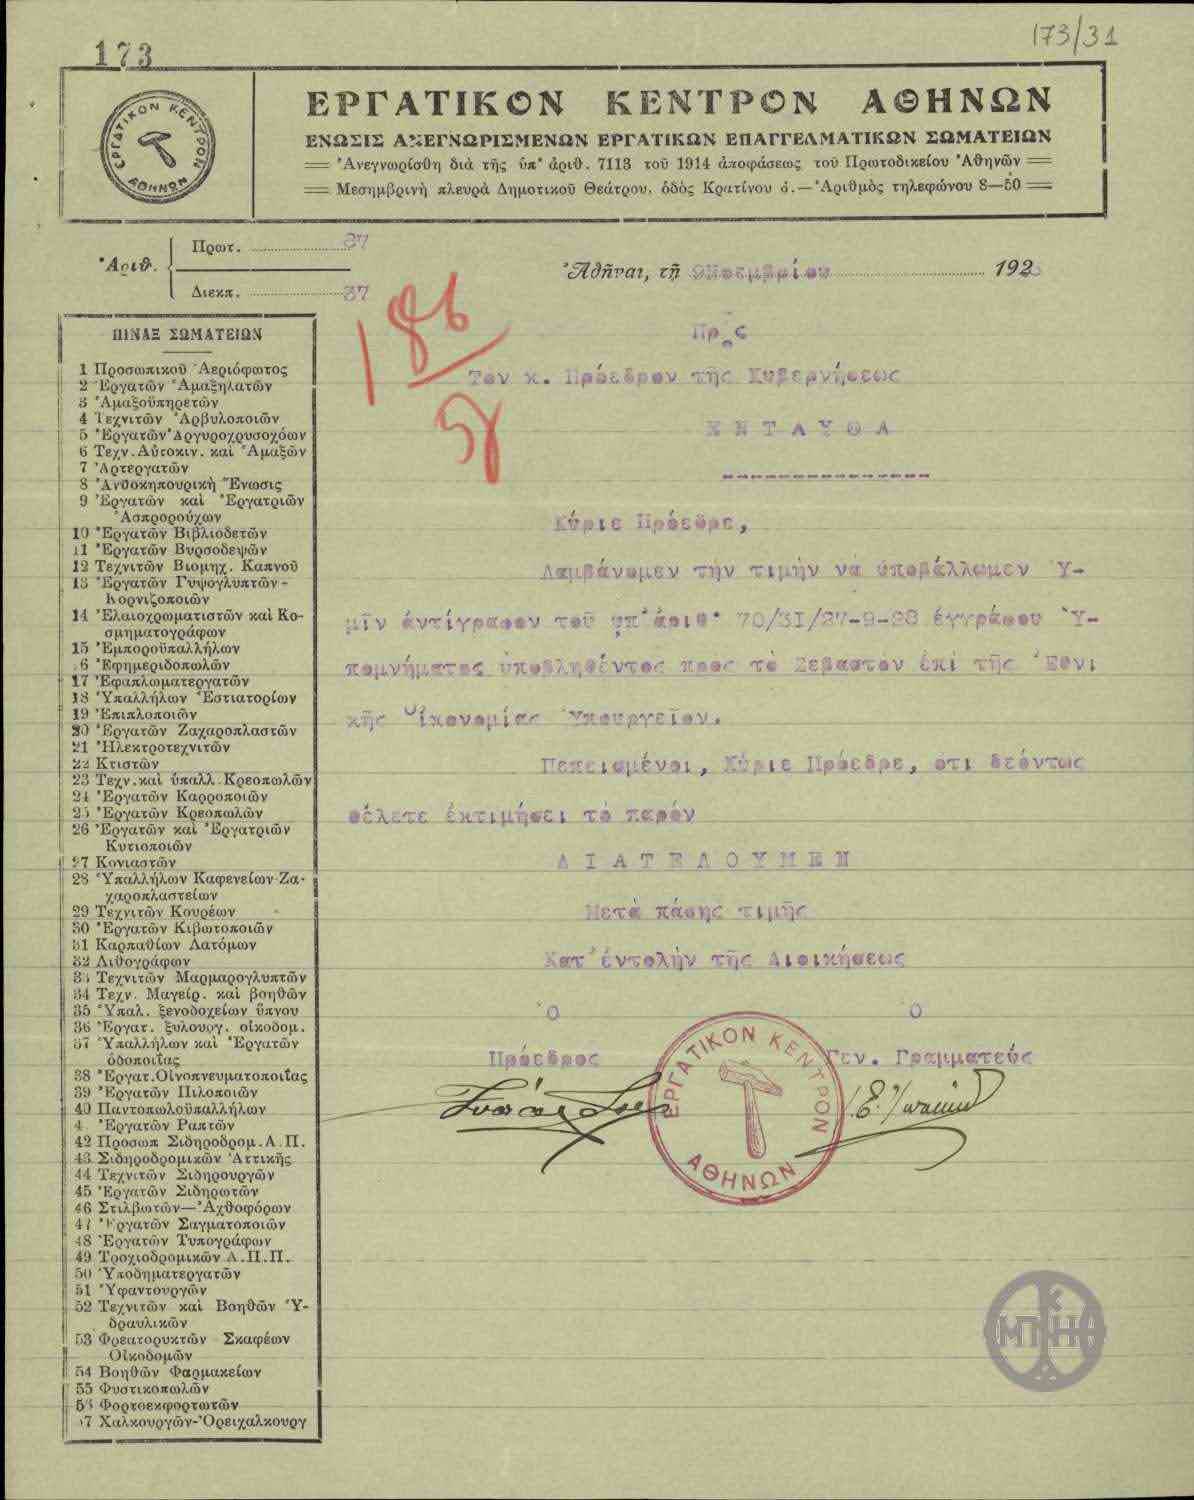 173
173/31
ΕΡΓΑΤΙΚΟΝ ΚΕΝΤΡΟΝ ΑΘΗΝΩΝ
ΕΡΓΑΤΙΚΟΝ ΚΕΝΤΡΟΝ ΑΘΗΝΩΝ
ΕΝΩΣΙΣ ΑΝΕΓΝΩΡΙΣΜΕΝΩΝ ΕΡΓΑΤΙΚΩΝ ΕΠΑΓΓΕΛΜΑΤΙΚΩΝ ΣΩΜΑΤΕΙΩΝ
Ἀνεγνωρίσθη διὰ τῆς ὑπ' ἀριθ. 7113 τοῦ 1914 ἀποφάσεως τοῦ Πρωτοδικείου Ἀθηνῶν
Μεσημβρινὴ πλευρὰ Δημοτικοῦ Θεάτρου, ὁδὸς Κρατίνου ά.—Ἀριθμὸς τηλεφώνου 8—50
Ἀριθ.
Πρωτ. 37
Διεκπ. 37
Ἀθῆναι, τῇ 9 Νοεμβρίου 192
186
Πρὸς
Τον κ. Πρόεδρον τῆς Κυβερνήσεως
ΕΝΤΑΥΘΑ
Κύριε Πρόεδρε,
Λαμβάνομεν τὴν τιμὴν νὰ ὑποβάλλωμεν Ὑ-
μῖν ἀντίγραφον τοῦ ὑπ' ἀριθ. 70/31/27-9-28 ἐγγράφου Ὑ-
πομνήματος ὑποβληθέντος πρὸς τὸ Σεβαστὸν ἐπὶ τῆς Ἐθνι
κῆς Οἰκονομίας Ὑπουργεῖον.
Πεπεισμένοι, Κύριε Πρόεδρε, ὅτι δεόντως
θέλετε ἐκτιμήσει τὸ παρὸν
ΔΙΑΤΕΛΟΥΜΕΝ
Μετὰ πάσης τιμῆς
Κατ' ἐντολὴν τῆς Διοικήσεως
Ὁ Ὁ
Πρόεδρος Γεν. Γραμματεύς
ΕΡΓΑΤΙΚΟΝ ΚΕΝΤΡΟΝ ΑΘΗΝΩΝ
ΠΙΝΑΞ ΣΩΜΑΤΕΙΩΝ
1 Προσωπικοῦ Ἀεριόφωτος
2 Ἐργατῶν Ἁμαξηλατῶν
3 Ἁμαξοϋπηρετῶν
4 Τεχνιτῶν Ἀρβυλοποιῶν
5 Ἐργατῶν Ἀργυροχρυσοχόων
6 Τεχν. Αὐτοκιν. καὶ Ἁμαξῶν
7 Ἀρτεργατῶν
8 Ἀνθοκηπουρικὴ Ἕνωσις
9 Ἐργατῶν καὶ Ἐργατριῶν
Ἀσπρορούχων
10 Ἐργατῶν Βιβλιοδετῶν
11 Ἐργατῶν Βυρσοδεψῶν
12 Τεχνιτῶν Βιομηχ. Καπνοῦ
13 Ἐργατῶν Γυψογλυπτῶν-
Κορνιζοποιῶν
14 Ἐλαιοχρωματιστῶν καὶ Κο-
σμηματογράφων
15 Ἐμποροϋπαλλήλων
16 Ἐφημεριδοπωλῶν
17 Ἐφαπλωματεργατῶν
18 Ὑπαλλήλων Ἑστιατορίων
19 Ἐπιπλοποιῶν
20 Ἐργατῶν Ζαχαροπλαστῶν
21 Ἠλεκτροτεχνιτῶν
22 Κτιστῶν
23 Τεχν. καὶ ὑπαλλ. Κρεοπωλῶν
24 Ἐργατῶν Καρροποιῶν
25 Ἐργατῶν Κρεοπωλῶν
26 Ἐργατῶν καὶ Ἐργατριῶν
Κυτιοποιῶν
27 Κονιαστῶν
28 Ὑπαλλήλων Καφενείων-Ζα-
χαροπλαστείων
29 Τεχνιτῶν Κουρέων
30 Ἐργατῶν Κιβωτοποιῶν
31 Καρπαθίων Λατόμων
32 Λιθογράφων
33 Τεχνιτῶν Μαρμαρογλυπτῶν
34 Τεχν. Μαγείρ. καὶ βοηθῶν
35 Ὑπαλ. ξενοδοχείων ὕπνου
36 Ἐργατ. ξυλουργ. οἰκοδομ.
37 Ὑπαλλήλων καὶ Ἐργατῶν
ὁδοποιΐας
38 Ἐργατ. Οἰνοπνευματοποιΐας
39 Ἐργατῶν Πιλοποιῶν
40 Παντοπωλοϋπαλλήλων
4 Ἐργατῶν Ραπτῶν
42 Προσωπ Σιδηροδρομ. Α.Π.
43 Σιδηροδρομικῶν Ἀττικῆς
44 Τεχνιτῶν Σιδηρουργῶν
45 Ἐργατῶν Σιδηρωτῶν
46 Στιλβωτῶν—Ἀχθοφόρων
47 Ἐργατῶν Σαγματοποιῶν
48 Ἐργατῶν Τυπογράφων
49 Τροχιοδρομικῶν Α.Π.Π.
50 Ὑποδηματεργατῶν
51 Ὑφαντουργῶν
52 Τεχνιτῶν καὶ Βοηθῶν Ὑ-
δραυλικῶν
53 Φρεατορυκτῶν Σκαφέων
Οἰκοδομῶν
54 Βοηθῶν Φαρμακείων
55 Φυστικοπωλῶν
56 Φορτοεκφορτωτῶν
57 Χαλκουργῶν-Ὀρειχαλκουργ